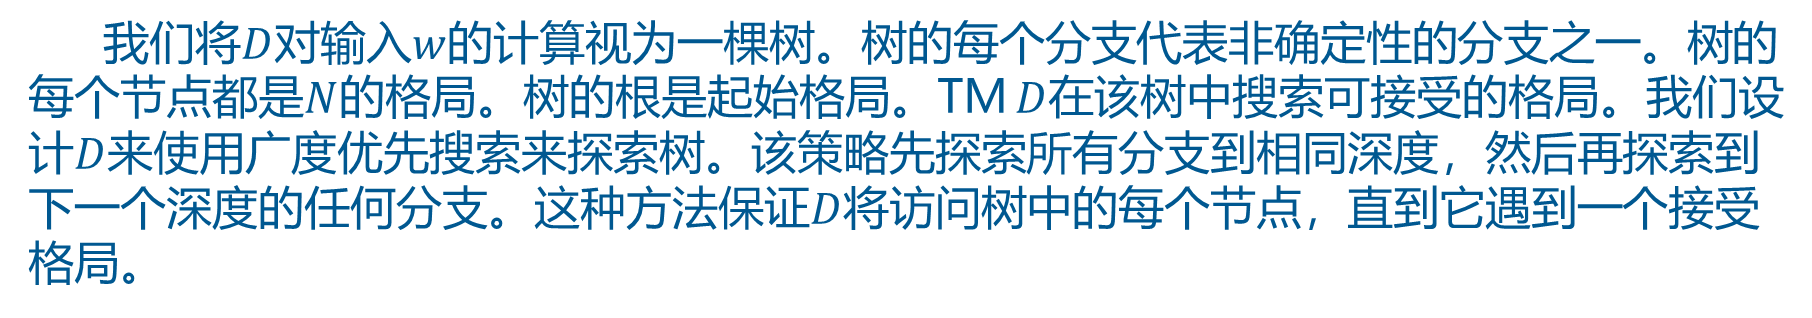 我们将D对输入w的计算视为一棵树。树的每个分支代表非确定性的分支之一。树的
每个节点都是N的格局。树的根是起始格局。TM D在该树中搜索可接受的格局。我们设
计D来使用广度优先搜索来探索树。该策略先探索所有分支到相同深度，然后再探索到
下一个深度的任何分支。这种方法保证D将访问树中的每个节点，直到它遇到一个接受
格局。